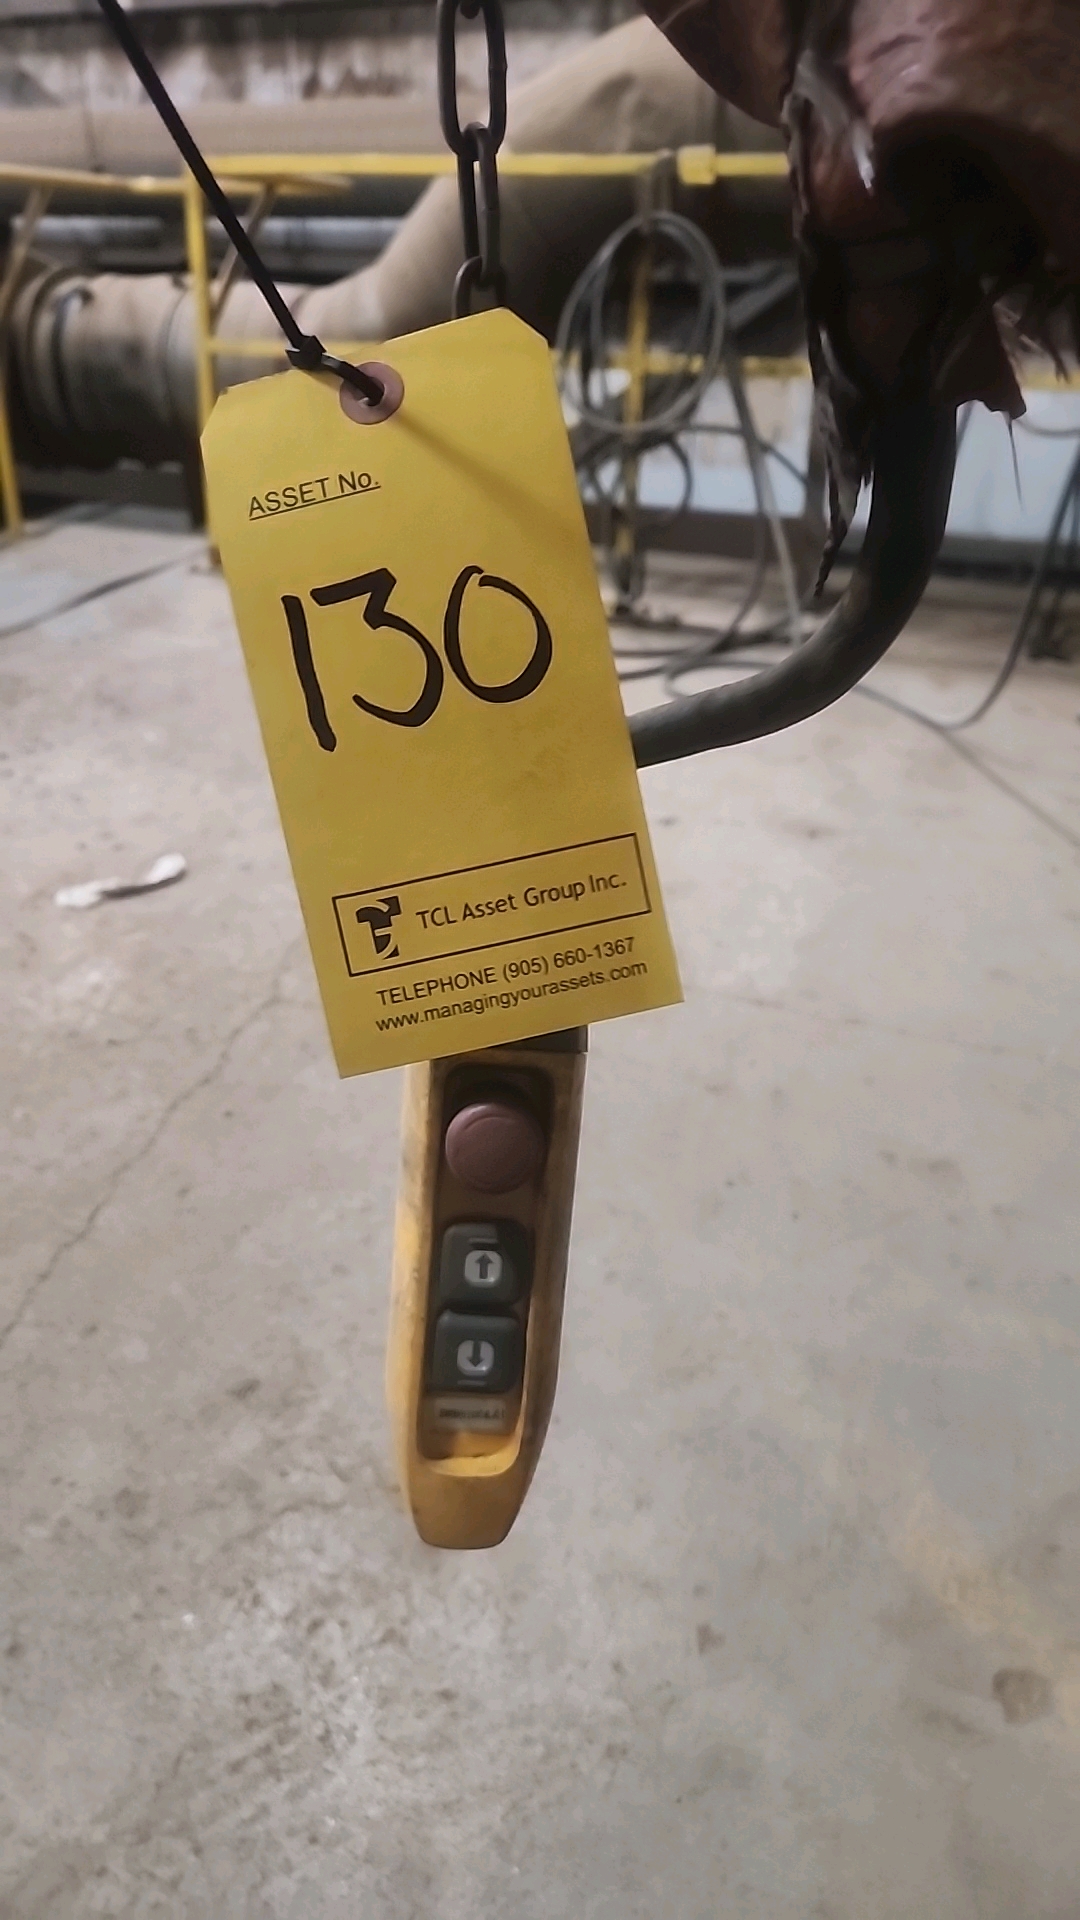 ASSET No.
130
TCL Asset Group Inc.
TELEPHONE (905) 660-1367
www.managingyourassets.com